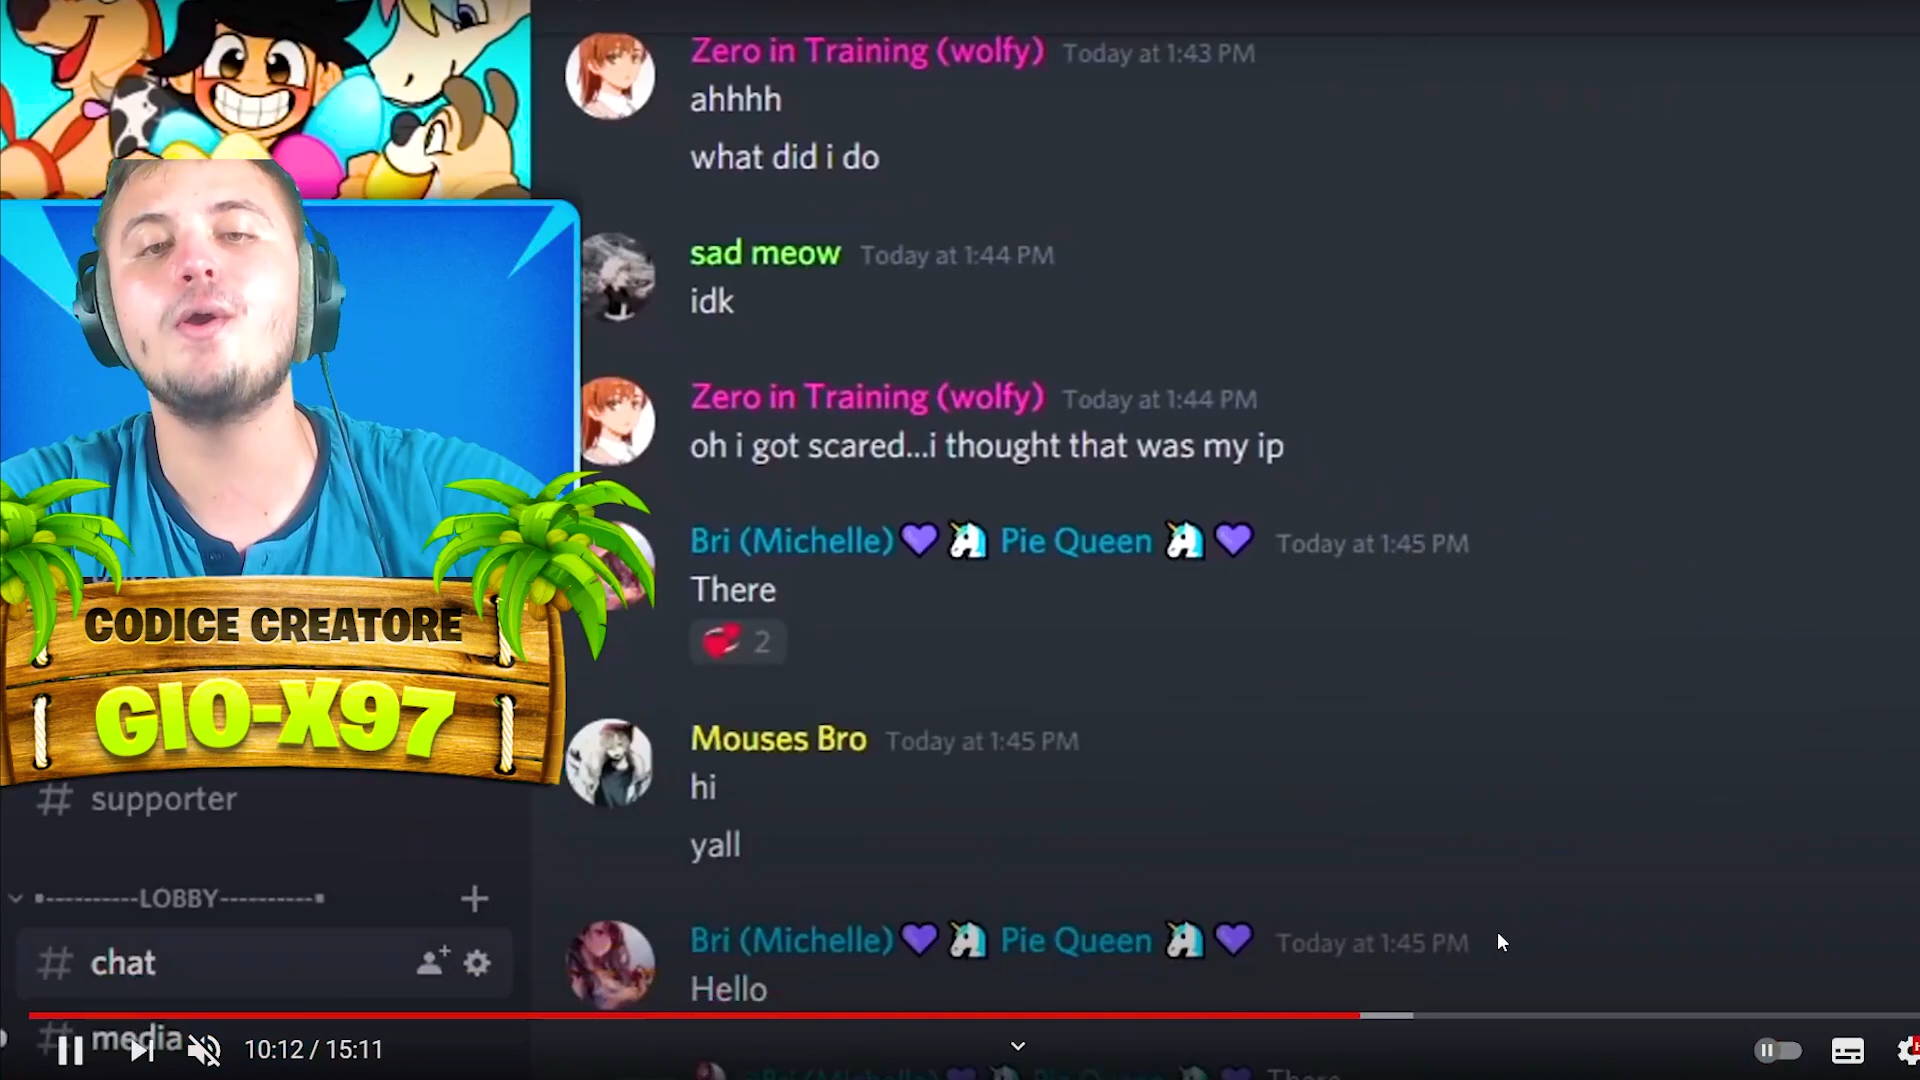 Zero in Training (wolfy) Today at 1:43 PM
ahhhh
what did i do
sad meow Today at 1:44 PM
idk
Zero in Training (wolfy) Today at 1:44 PM
oh i got scared...i thought that was my ip
Bri (Michelle)💜🦄 Pie Queen 🦄💜 Today at 1:45 PM
There
💞 2
CODICE CREATORE
GIO-X97
Mouses Bro Today at 1:45 PM
hi
yall
# supporter
•----------LOBBY----------• +
# chat
Bri (Michelle)💜🦄 Pie Queen 🦄💜 Today at 1:45 PM
Hello
# media
10:12 / 15:11